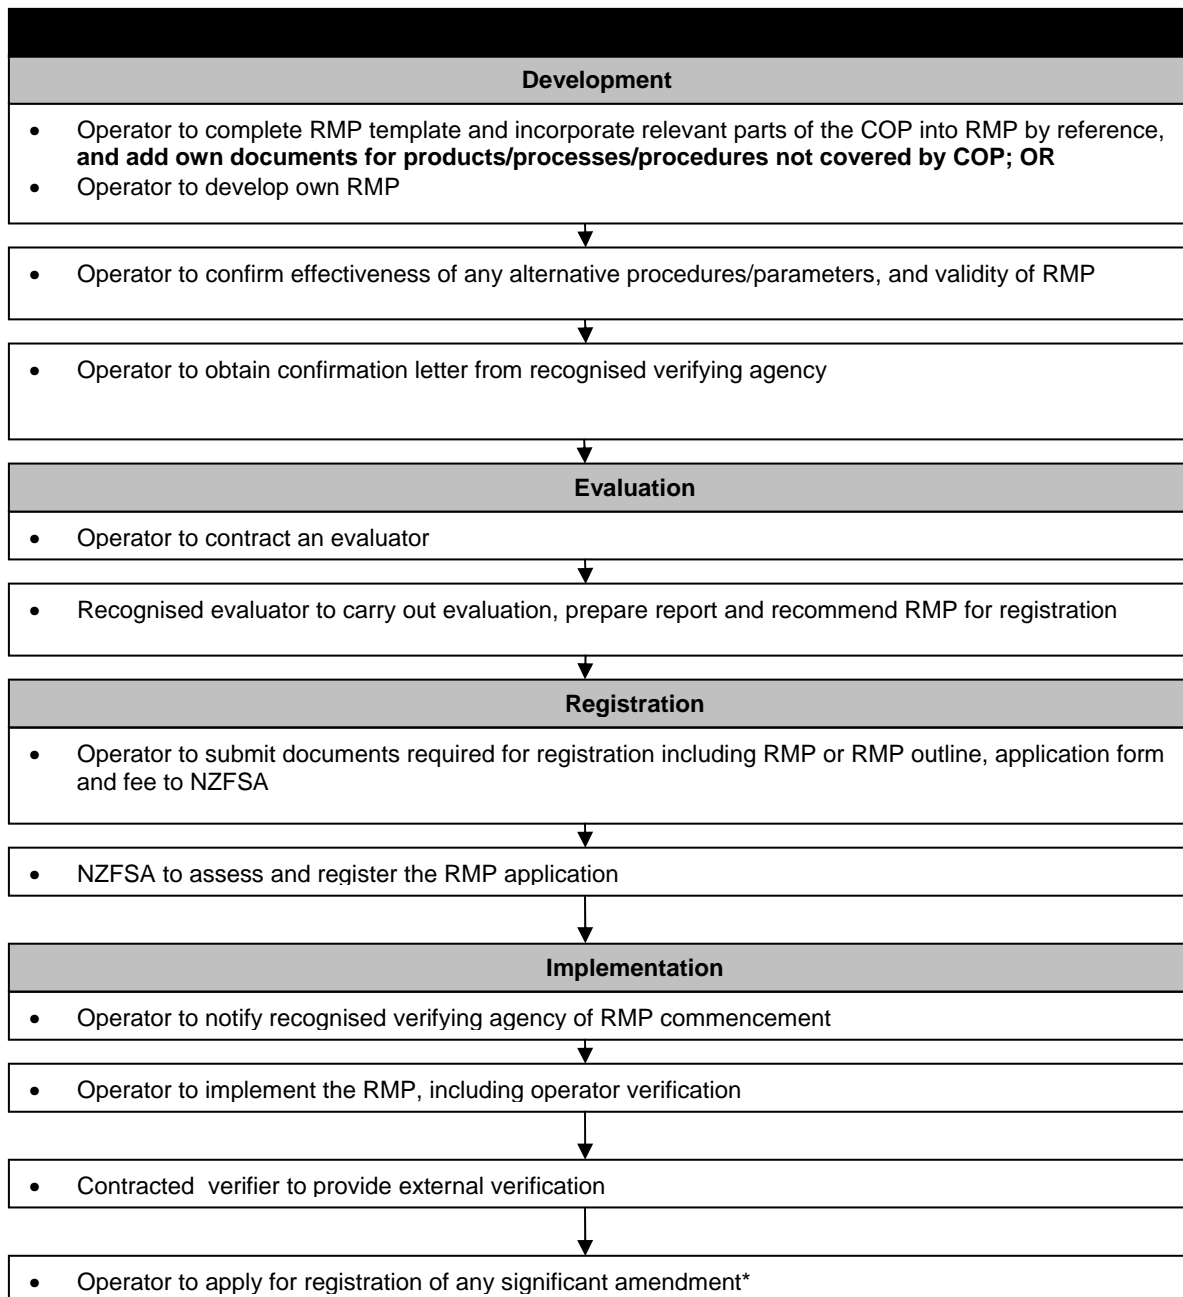 Development
• Operator to complete RMP template and incorporate relevant parts of the COP into RMP by reference,
and add own documents for products/processes/procedures not covered by COP; OR
• Operator to develop own RMP
• Operator to confirm effectiveness of any alternative procedures/parameters, and validity of RMP
• Operator to obtain confirmation letter from recognised verifying agency
Evaluation
• Operator to contract an evaluator
• Recognised evaluator to carry out evaluation, prepare report and recommend RMP for registration
Registration
• Operator to submit documents required for registration including RMP or RMP outline, application form
and fee to NZFSA
• NZFSA to assess and register the RMP application
Implementation
• Operator to notify recognised verifying agency of RMP commencement
• Operator to implement the RMP, including operator verification
• Contracted verifier to provide external verification
• Operator to apply for registration of any significant amendment*